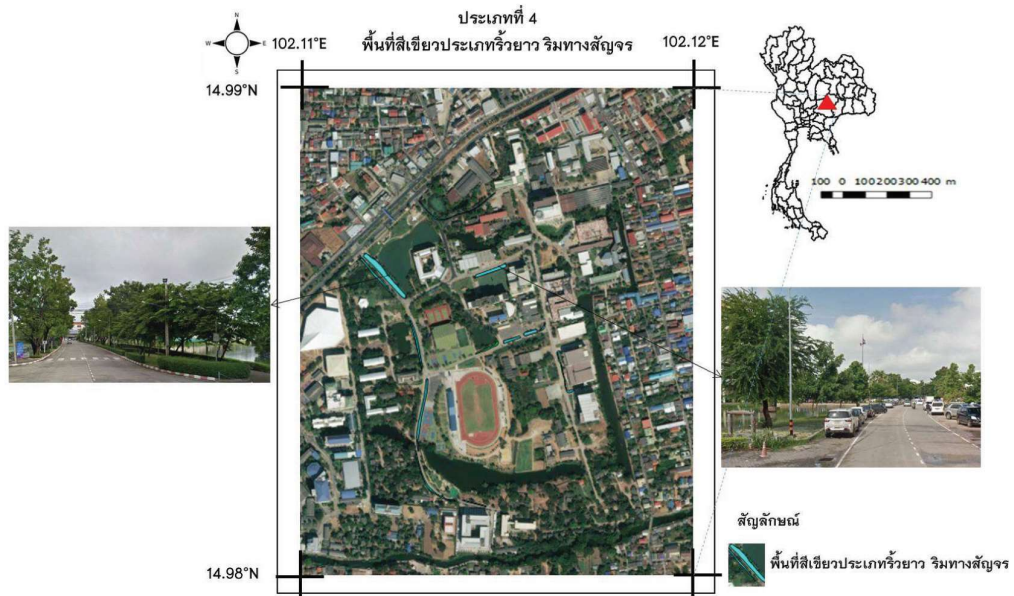 ประเภทที่ 4
พื้นที่สีเขียวประเภทริ้วยาว ริมทางสัญจร
N
W E
S
102.11°E
102.12°E
14.99°N
100 0 100200300400 m
14.98°N
สัญลักษณ์
พื้นที่สีเขียวประเภทริ้วยาว ริมทางสัญจร